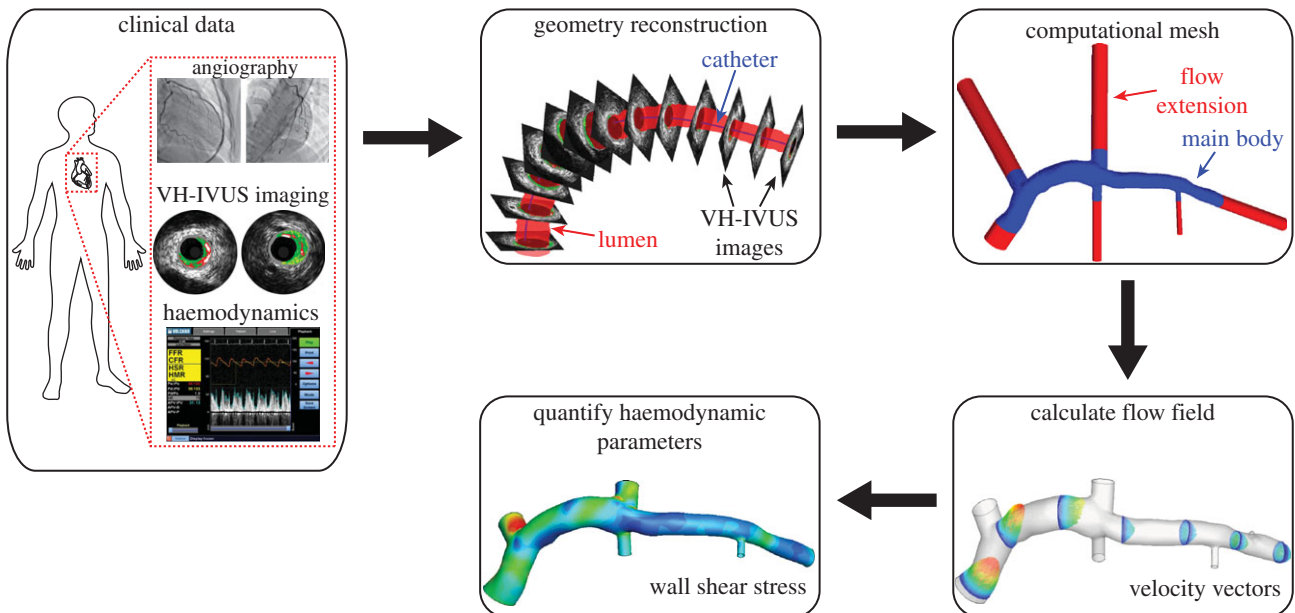 clinical data
angiography
VH-IVUS imaging
haemodynamics
FFR
CFR
HSR
HMR
geometry reconstruction
catheter
lumen
VH-IVUS
images
computational mesh
flow
extension
main body
calculate flow field
velocity vectors
quantify haemodynamic
parameters
wall shear stress